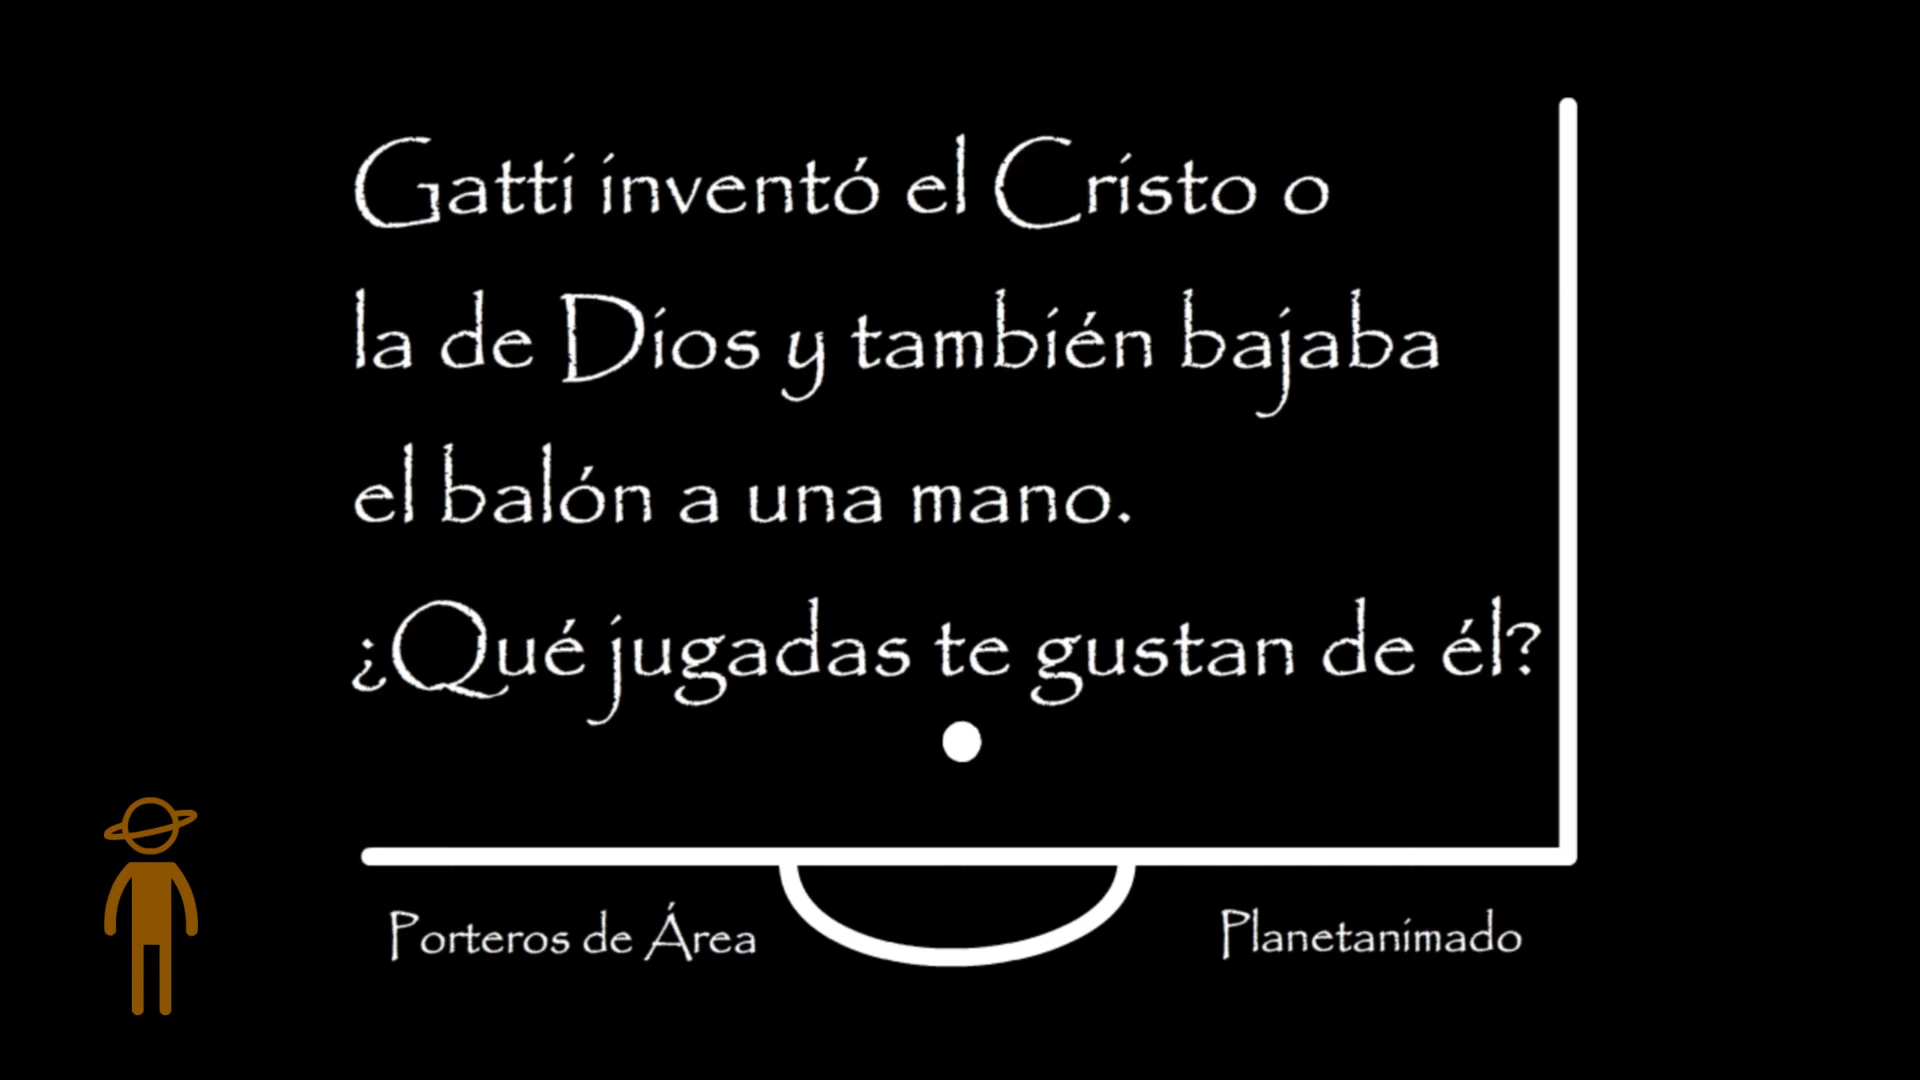 Gatti inventó el Cristo o
la de Dios y también bajaba
el balón a una mano.
¿Qué jugadas te gustan de él?
Porteros de Área
Planetanimado